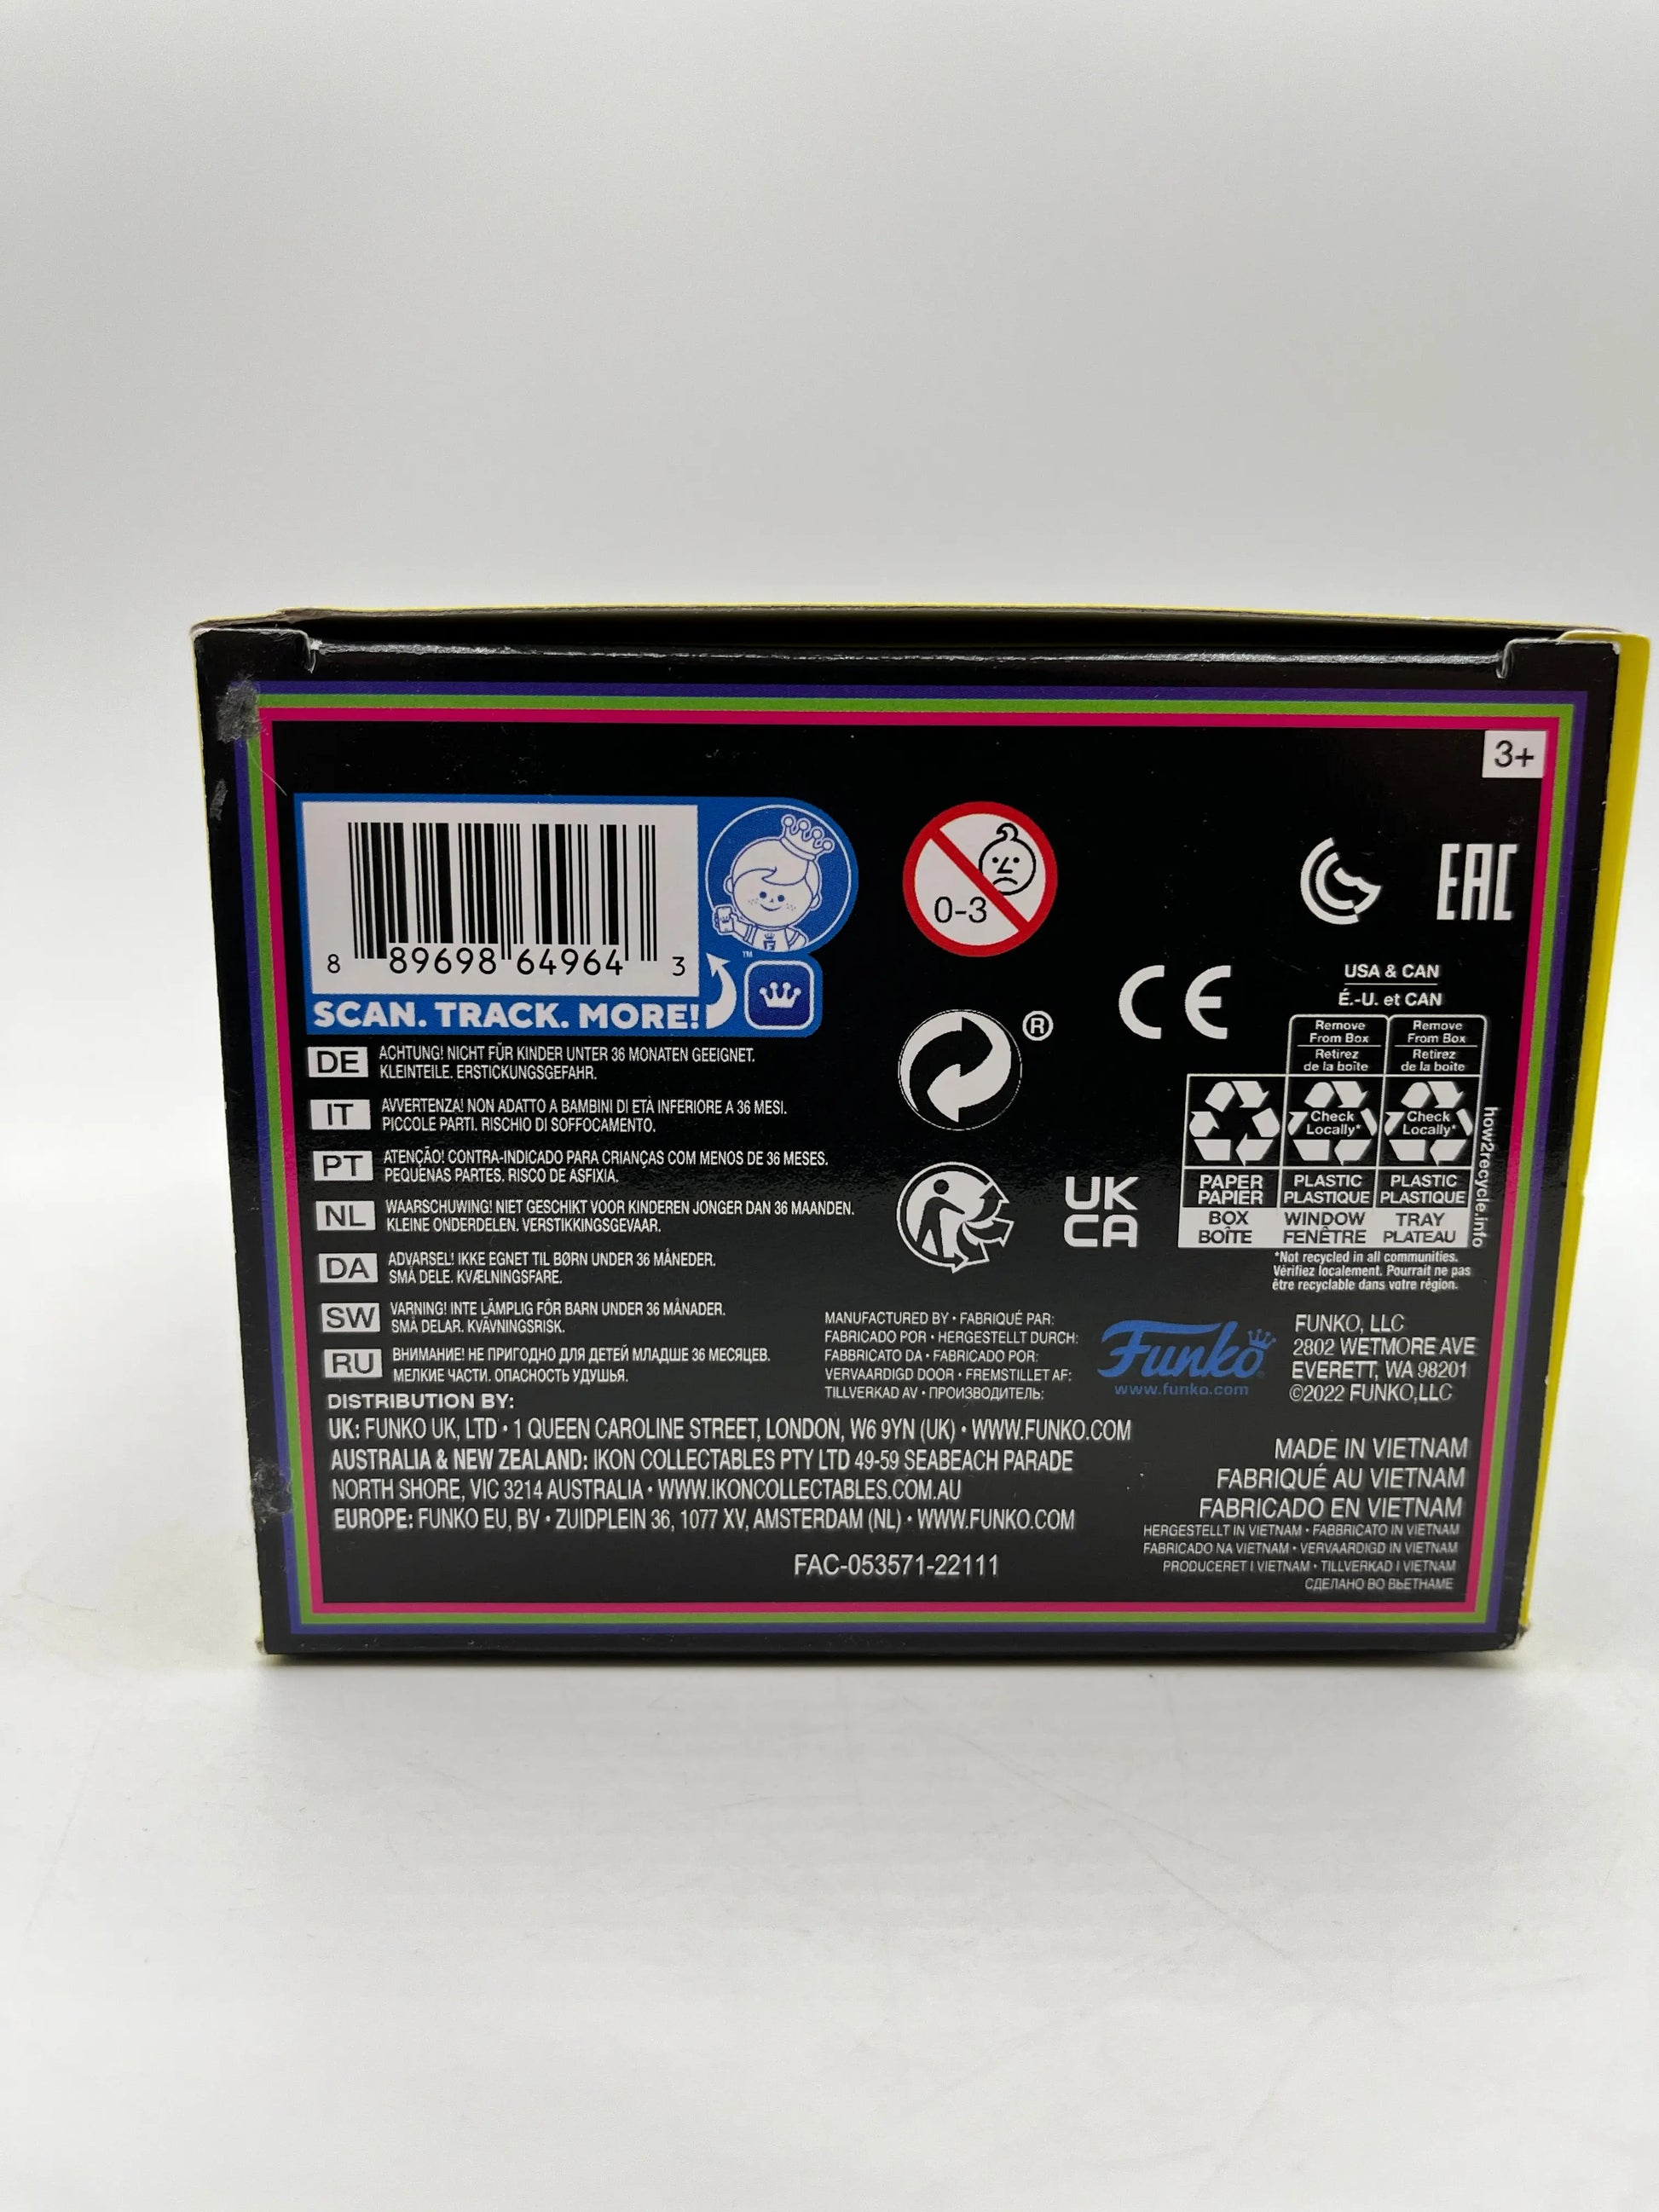 3+
8 89698 64964 3
™
SCAN. TRACK. MORE!
0-3
EAC
CE
®
UK
CA
USA & CAN
É.-U. et CAN
Remove From Box
Retirez de la boîte
Remove From Box
Retirez de la boîte
Check Locally*
Check Locally*
PAPER PAPIER
PLASTIC PLASTIQUE
PLASTIC PLASTIQUE
BOX BOÎTE
WINDOW FENÊTRE
TRAY PLATEAU
how2recycle.info
*Not recycled in all communities.
Vérifiez localement. Pourrait ne pas
être recyclable dans votre région.
DE ACHTUNG! NICHT FÜR KINDER UNTER 36 MONATEN GEEIGNET.
KLEINTEILE. ERSTICKUNGSGEFAHR.
IT AVVERTENZA! NON ADATTO A BAMBINI DI ETÀ INFERIORE A 36 MESI.
PICCOLE PARTI. RISCHIO DI SOFFOCAMENTO.
PT ATENÇÃO! CONTRA-INDICADO PARA CRIANÇAS COM MENOS DE 36 MESES.
PEQUENAS PARTES. RISCO DE ASFIXIA.
NL WAARSCHUWING! NIET GESCHIKT VOOR KINDEREN JONGER DAN 36 MAANDEN.
KLEINE ONDERDELEN. VERSTIKKINGSGEVAAR.
DA ADVARSEL! IKKE EGNET TIL BØRN UNDER 36 MÅNEDER.
SMÅ DELE. KVÆLNINGSFARE.
SW VARNING! INTE LÄMPLIG FÖR BARN UNDER 36 MÅNADER.
SMÅ DELAR. KVÄVNINGSRISK.
RU ВНИМАНИЕ! НЕ ПРИГОДНО ДЛЯ ДЕТЕЙ МЛАДШЕ 36 МЕСЯЦЕВ.
МЕЛКИЕ ЧАСТИ. ОПАСНОСТЬ УДУШЬЯ.
MANUFACTURED BY • FABRIQUÉ PAR:
FABRICADO POR • HERGESTELLT DURCH:
FABBRICATO DA • FABRICADO POR:
VERVAARDIGD DOOR • FREMSTILLET AF:
TILLVERKAD AV • ПРОИЗВОДИТЕЛЬ:
Funko
www.funko.com
FUNKO, LLC
2802 WETMORE AVE
EVERETT, WA 98201
©2022 FUNKO,LLC
DISTRIBUTION BY:
UK: FUNKO UK, LTD • 1 QUEEN CAROLINE STREET, LONDON, W6 9YN (UK) • WWW.FUNKO.COM
AUSTRALIA & NEW ZEALAND: IKON COLLECTABLES PTY LTD 49-59 SEABEACH PARADE
NORTH SHORE, VIC 3214 AUSTRALIA • WWW.IKONCOLLECTABLES.COM.AU
EUROPE: FUNKO EU, BV • ZUIDPLEIN 36, 1077 XV, AMSTERDAM (NL) • WWW.FUNKO.COM
MADE IN VIETNAM
FABRIQUÉ AU VIETNAM
FABRICADO EN VIETNAM
HERGESTELLT IN VIETNAM • FABBRICATO IN VIETNAM
FABRICADO NA VIETNAM • VERVAARDIGD IN VIETNAM
PRODUCERET I VIETNAM • TILLVERKAD I VIETNAM
СДЕЛАНО ВО ВЬЕТНАМЕ
FAC-053571-22111